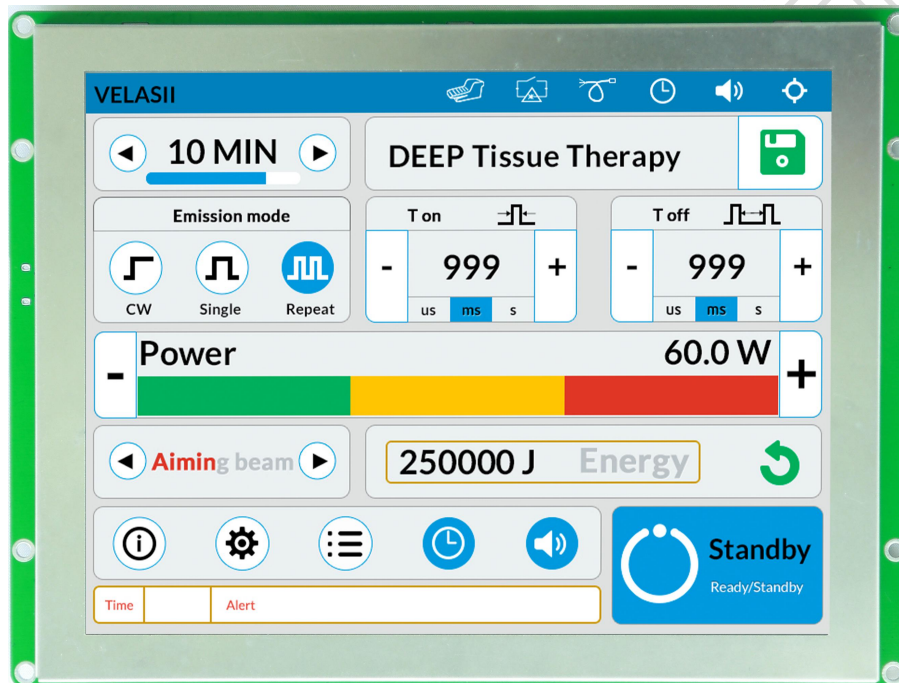 VELASII
10 MIN
DEEP Tissue Therapy
Emission mode
CW
Single
Repeat
T on
- 999 +
us ms s
T off
- 999 +
us ms s
Power 60.0 W
- +
Aiming beam
250000 J Energy
Standby
Ready/Standby
Time
Alert